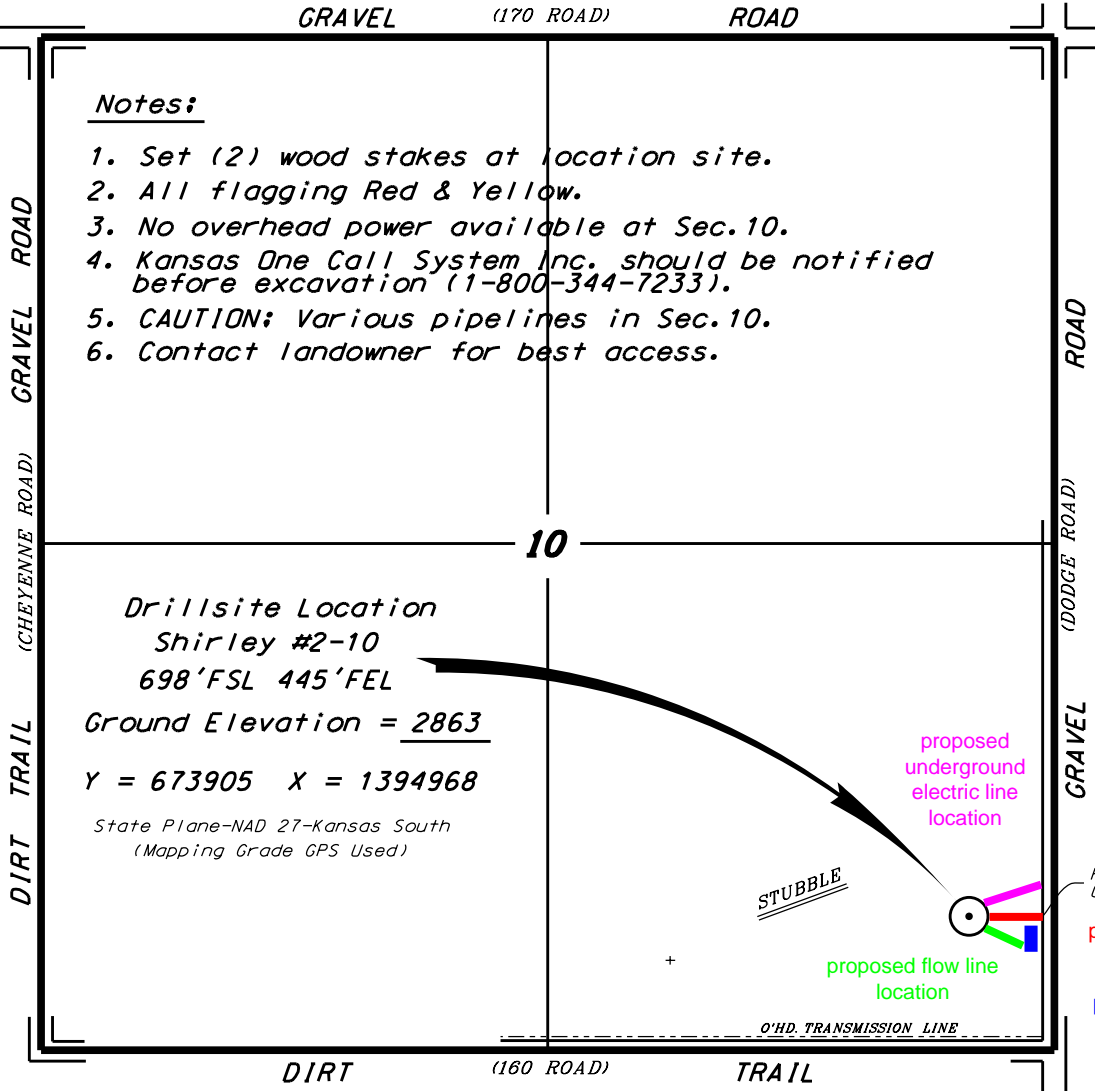 GRAVEL (170 ROAD) ROAD
Notes:
1. Set (2) wood stakes at location site.
2. All flagging Red & Yellow.
3. No overhead power available at Sec.10.
4. Kansas One Call System Inc. should be notified
before excavation (1-800-344-7233).
5. CAUTION: Various pipelines in Sec.10.
6. Contact landowner for best access.
GRAVEL ROAD
(CHEYENNE ROAD)
DIRT TRAIL
ROAD
(DODGE ROAD)
GRAVEL
10
Drillsite Location
Shirley #2-10
698'FSL 445'FEL
Ground Elevation = 2863
Y = 673905 X = 1394968
State Plane-NAD 27-Kansas South
(Mapping Grade GPS Used)
proposed
underground
electric line
location
STUBBLE
proposed flow line
location
O'HD. TRANSMISSION LINE
DIRT (160 ROAD) TRAIL